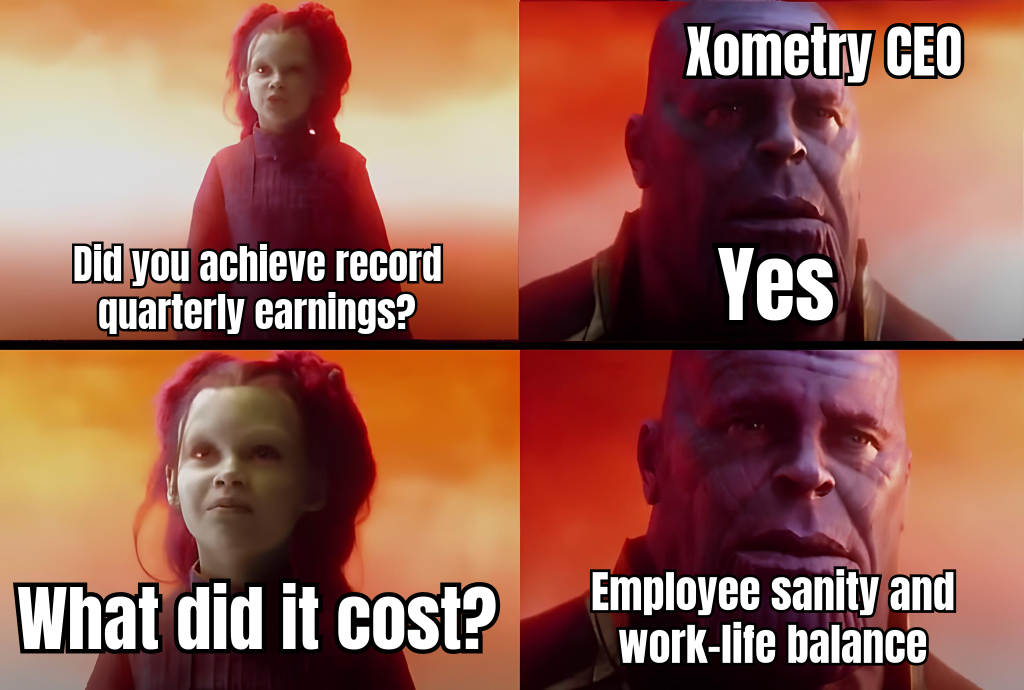 Xometry CEO
Did you achieve record
quarterly earnings?
Yes
What did it cost?
Employee sanity and
work-life balance